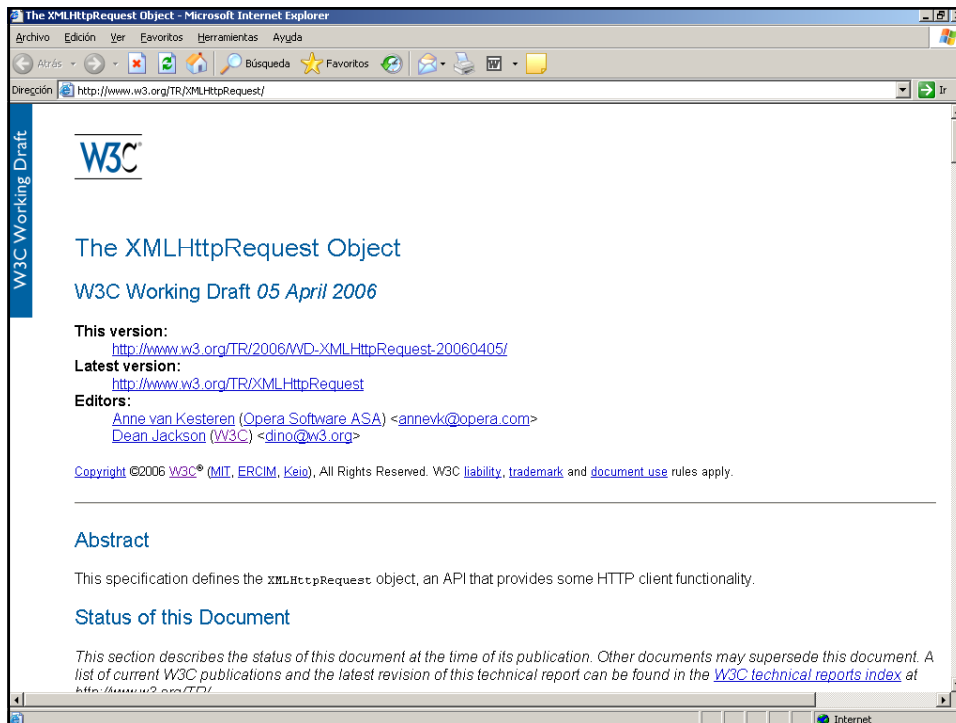 The XMLHttpRequest Object - Microsoft Internet Explorer
Archivo Edición Ver Favoritos Herramientas Ayuda
Atrás Búsqueda Favoritos
Dirección http://www.w3.org/TR/XMLHttpRequest/ Ir
W3C Working Draft
W3C®
The XMLHttpRequest Object
W3C Working Draft 05 April 2006
This version:
http://www.w3.org/TR/2006/WD-XMLHttpRequest-20060405/
Latest version:
http://www.w3.org/TR/XMLHttpRequest
Editors:
Anne van Kesteren (Opera Software ASA) <annevk@opera.com>
Dean Jackson (W3C) <dino@w3.org>
Copyright ©2006 W3C® (MIT, ERCIM, Keio), All Rights Reserved. W3C liability, trademark and document use rules apply.
Abstract
This specification defines the XMLHttpRequest object, an API that provides some HTTP client functionality.
Status of this Document
This section describes the status of this document at the time of its publication. Other documents may supersede this document. A
list of current W3C publications and the latest revision of this technical report can be found in the W3C technical reports index at
http://www.w3.org/TR/.
Internet